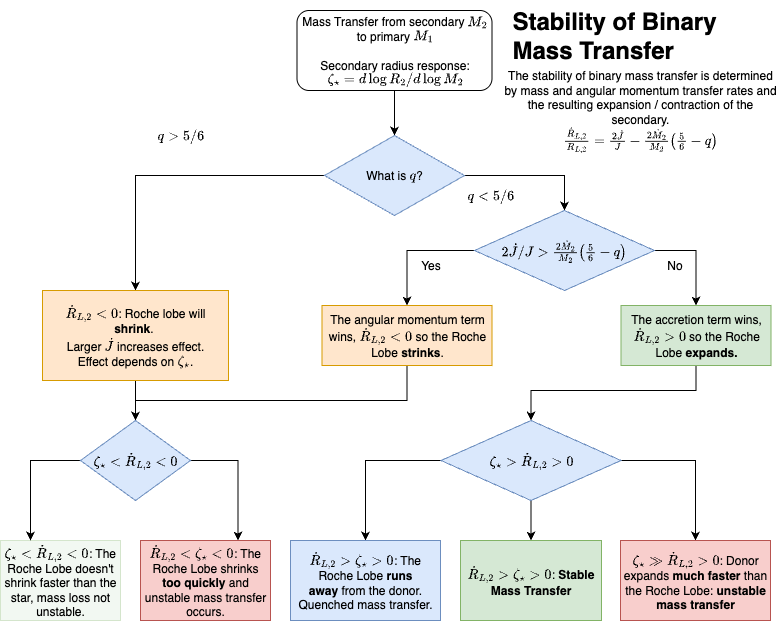 Stability of Binary
Mass Transfer
The stability of binary mass transfer is determined
by mass and angular momentum transfer rates and
the resulting expansion / contraction of the
secondary.
$\frac{\dot{R}_{L,2}}{R_{L,2}} = \frac{2\dot{J}}{J} - \frac{2\dot{M}_2}{M_2}\left(\frac{5}{6} - q\right)$
Mass Transfer from secondary $M_2$
to primary $M_1$
Secondary radius response:
$\zeta_\star = d\log R_2/d\log M_2$
q > 5/6
What is q?
q < 5/6
$2\dot{J}/J > \frac{2\dot{M}_2}{M_2}\left(\frac{5}{6} - q\right)$
Yes
No
$\dot{R}_{L,2} < 0$: Roche lobe will
shrink.
Larger $\dot{J}$ increases effect.
Effect depends on $\zeta_\star$.
The angular momentum term
wins, $\dot{R}_{L,2} < 0$ so the Roche
Lobe strinks.
The accretion term wins,
$\dot{R}_{L,2} > 0$ so the Roche
Lobe expands.
$\zeta_\star < \dot{R}_{L,2} < 0$
$\zeta_\star > \dot{R}_{L,2} > 0$
$\zeta_\star < \dot{R}_{L,2} < 0$: The
Roche Lobe doesn't
shrink faster than the
star, mass loss not
unstable.
$\dot{R}_{L,2} < \zeta_\star < 0$: The
Roche Lobe shrinks
too quickly and
unstable mass transfer
occurs.
$\dot{R}_{L,2} > \zeta_\star > 0$: The
Roche Lobe runs
away from the donor.
Quenched mass transfer.
$\dot{R}_{L,2} > \zeta_\star > 0$: Stable
Mass Transfer
$\zeta_\star \gg \dot{R}_{L,2} > 0$: Donor
expands much faster than
the Roche Lobe: unstable
mass transfer